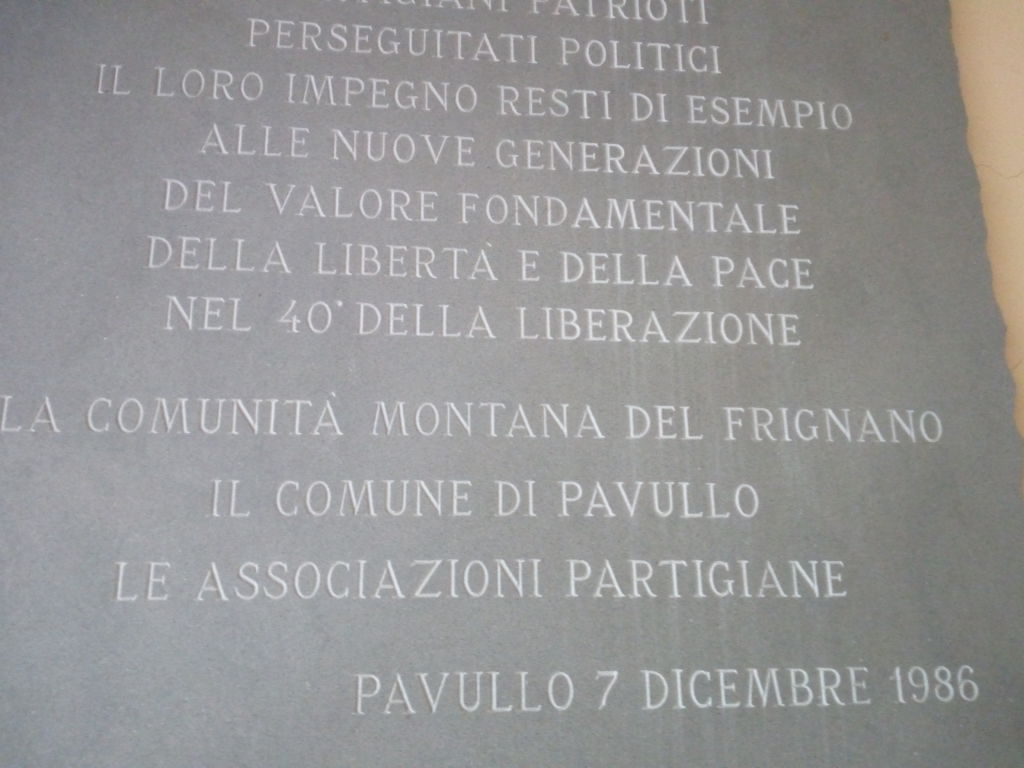 PATRIOTI
PERSEGUITATI POLITICI
IL LORO IMPEGNO RESTI DI ESEMPIO
ALLE NUOVE GENERAZIONI
DEL VALORE FONDAMENTALE
DELLA LIBERTÀ E DELLA PACE
NEL 40° DELLA LIBERAZIONE
LA COMUNITÀ MONTANA DEL FRIGNANO
IL COMUNE DI PAVULLO
LE ASSOCIAZIONI PARTIGIANE
PAVULLO 7 DICEMBRE 1986